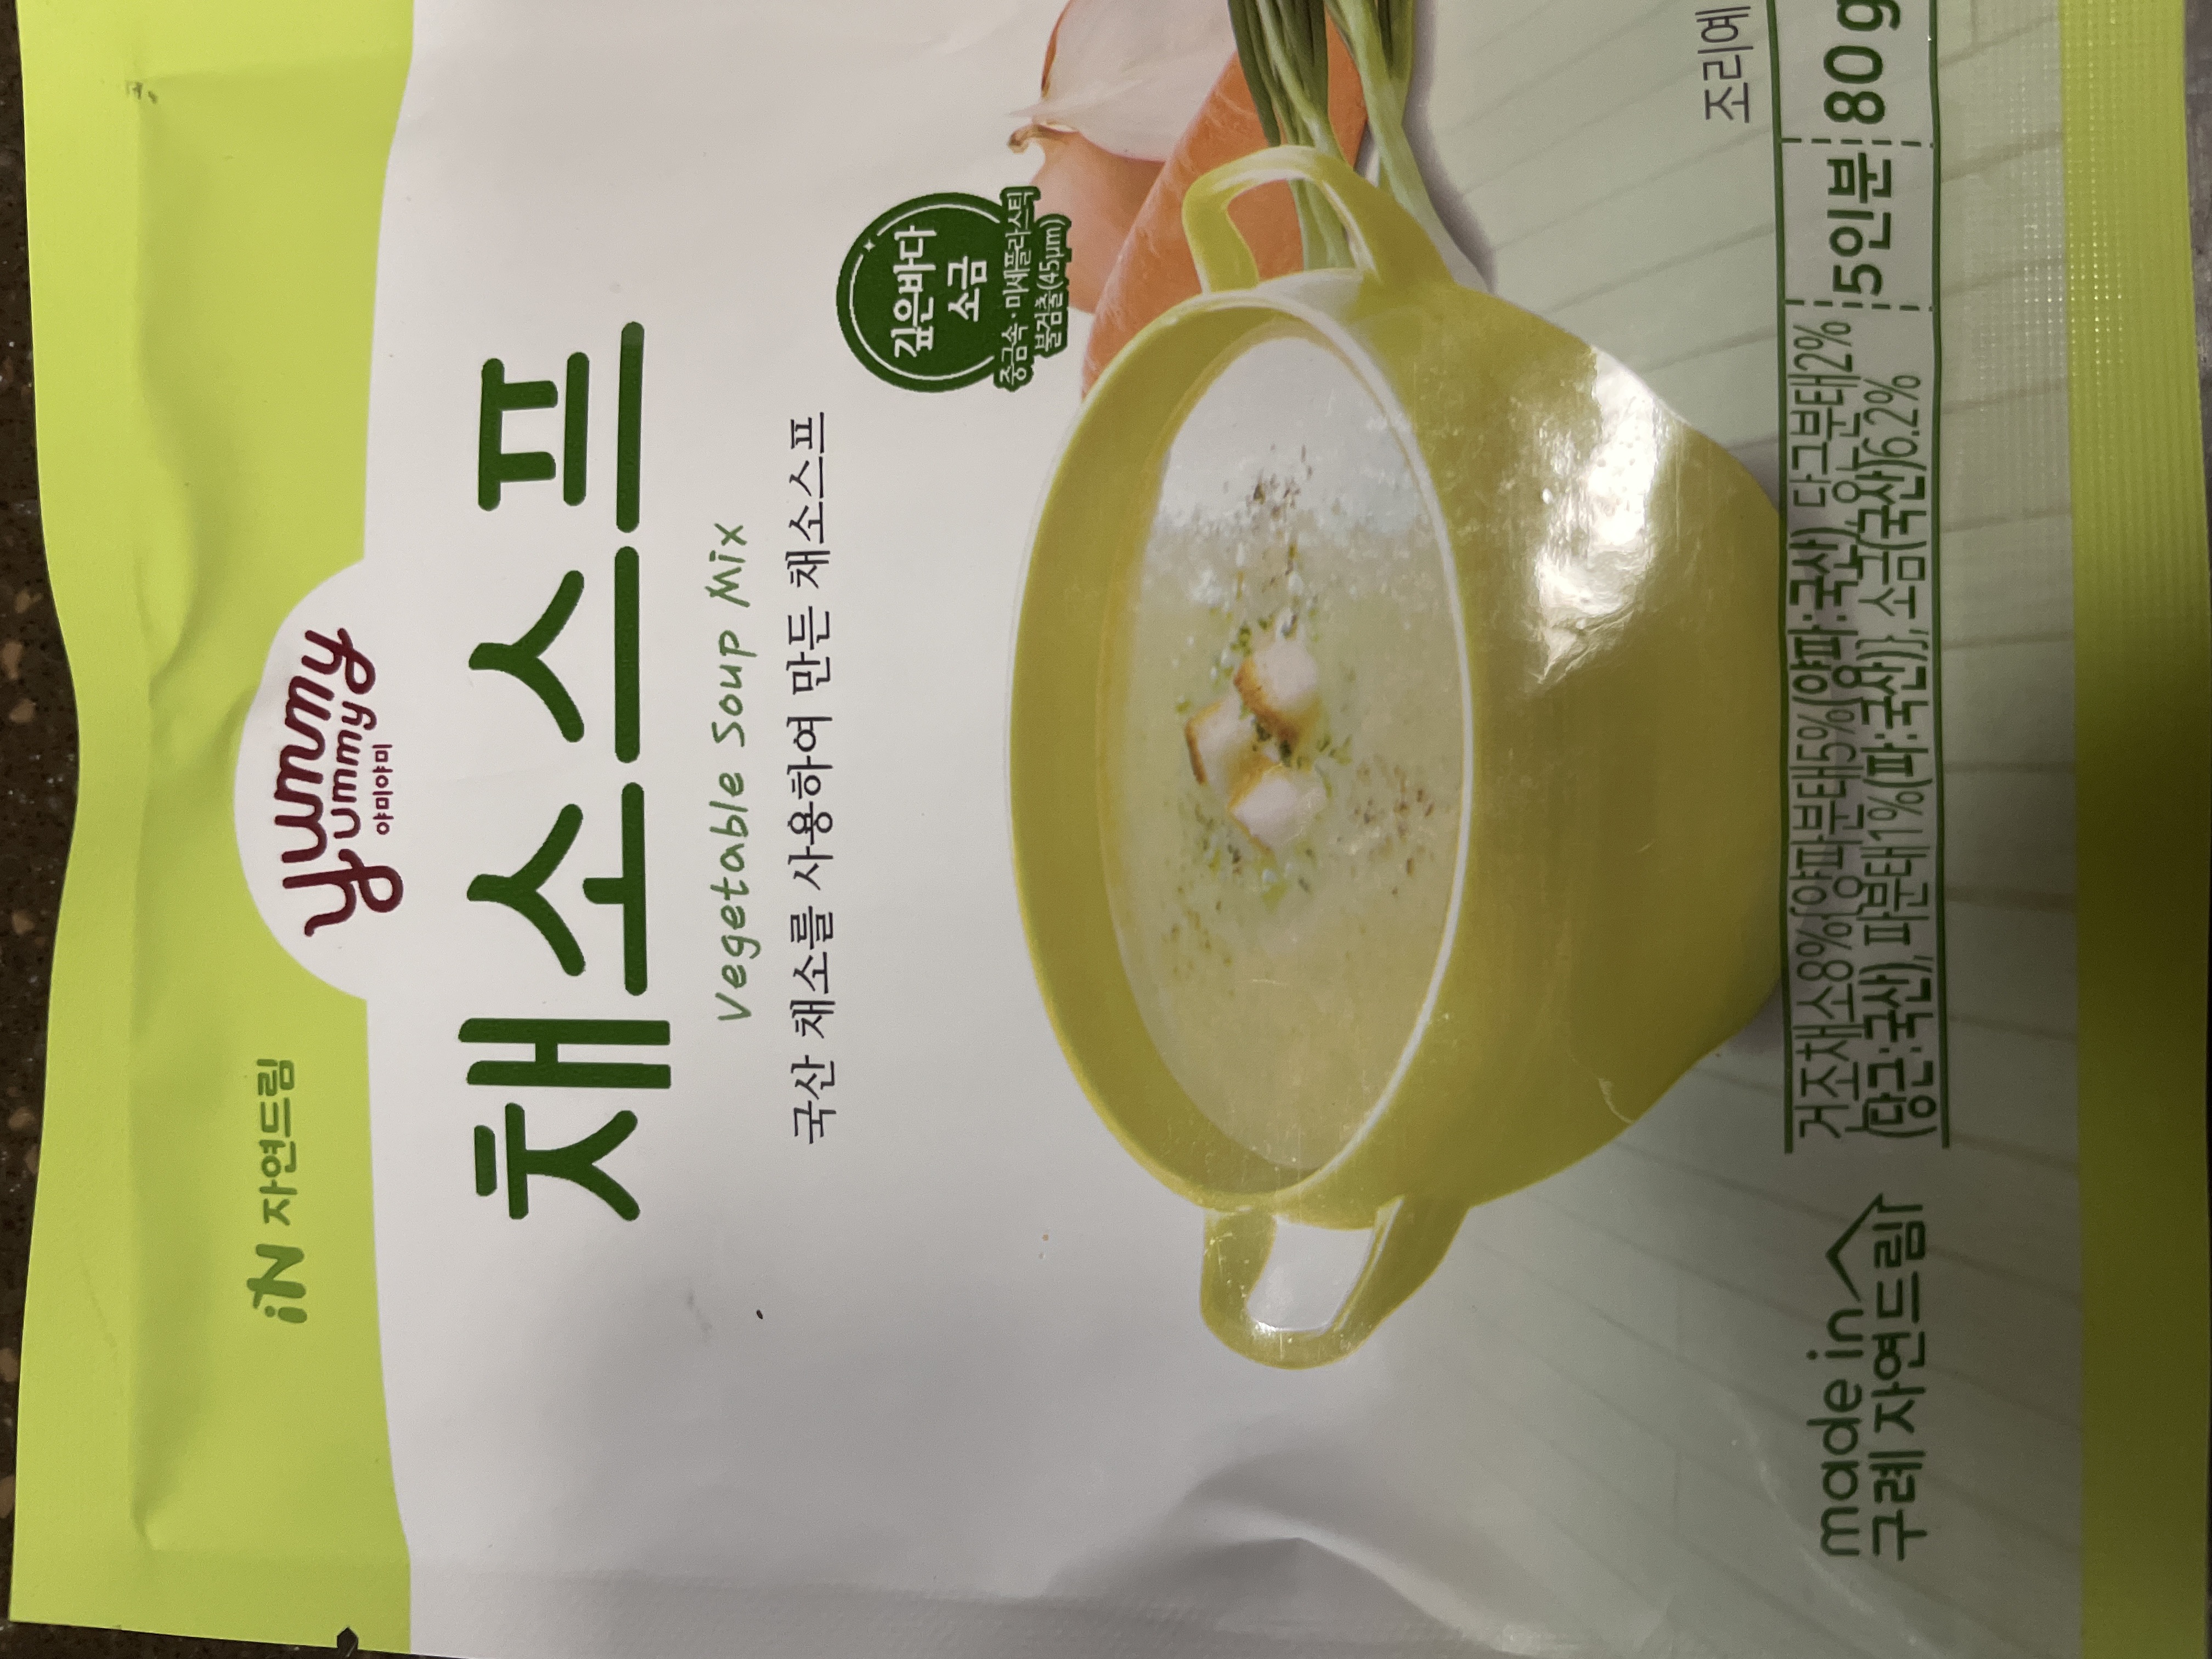 iN 자연드림
yummy
yummy
야미야미
채소스프
Vegetable Soup Mix
국산 채소를 사용하여 만든 채소스프
깊은바다
소금
중금속·미세플라스틱
불검출(45μm)
조리예
made in
구례 자연드림
건조채소8%{양파분태5%(양파:국산), 당근분태2%
(당근:국산), 파분태1%(파:국산)}, 소금(국산)6.2%
5인분
80g